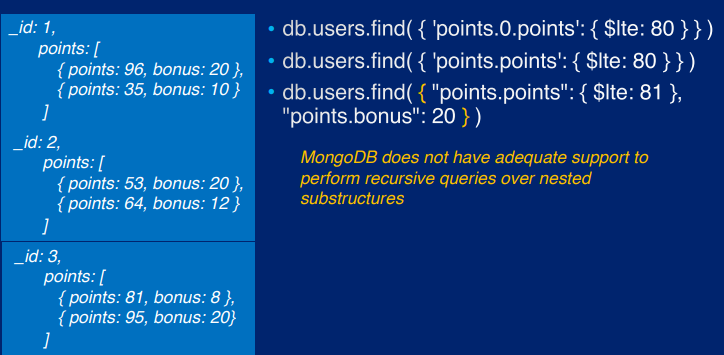 _id: 1,
points: [
{ points: 96, bonus: 20 },
{ points: 35, bonus: 10 }
]
_id: 2,
points: [
{ points: 53, bonus: 20 },
{ points: 64, bonus: 12 }
]
_id: 3,
points: [
{ points: 81, bonus: 8 },
{ points: 95, bonus: 20}
]
• db.users.find( { 'points.0.points': { $lte: 80 } } )
• db.users.find( { 'points.points': { $lte: 80 } } )
• db.users.find( { "points.points": { $lte: 81 },
"points.bonus": 20 } )
MongoDB does not have adequate support to
perform recursive queries over nested
substructures